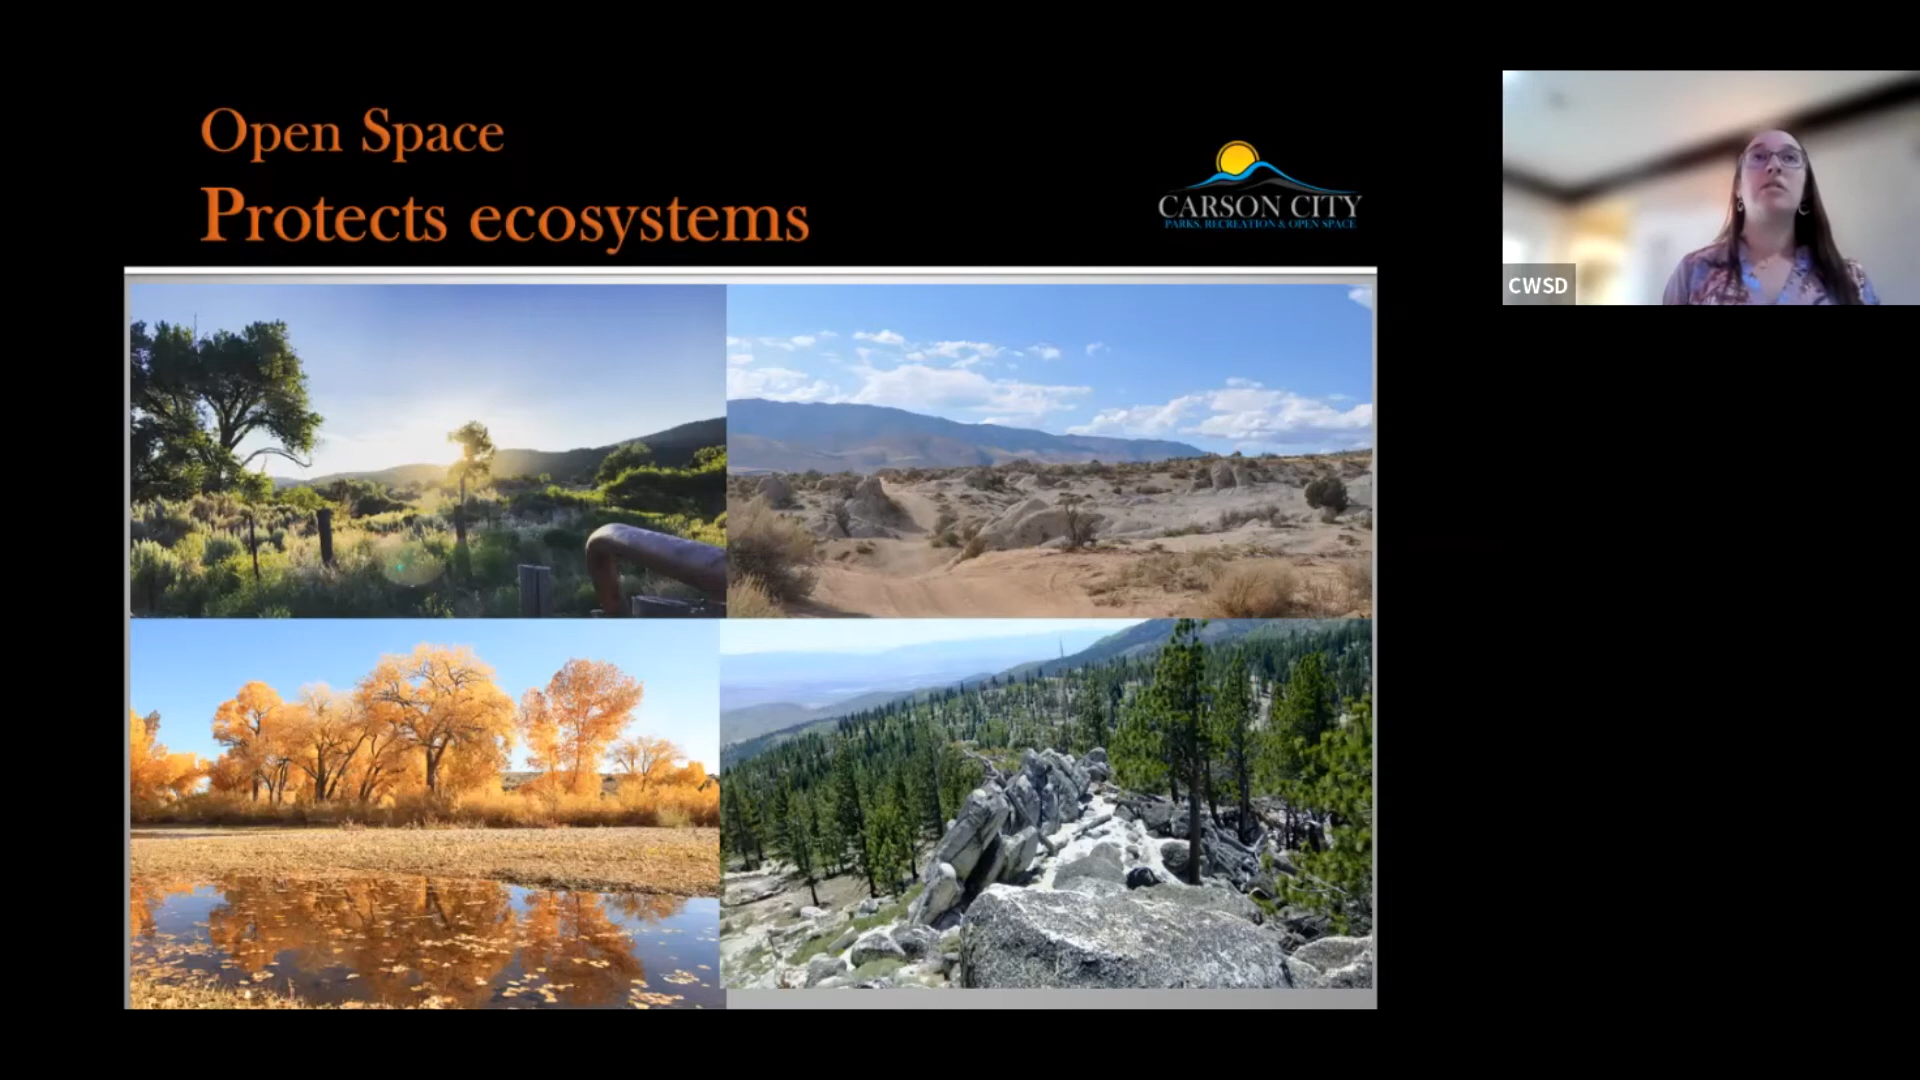 Open Space
Protects ecosystems
CARSON CITY
PARKS, RECREATION & OPEN SPACE
CWSD